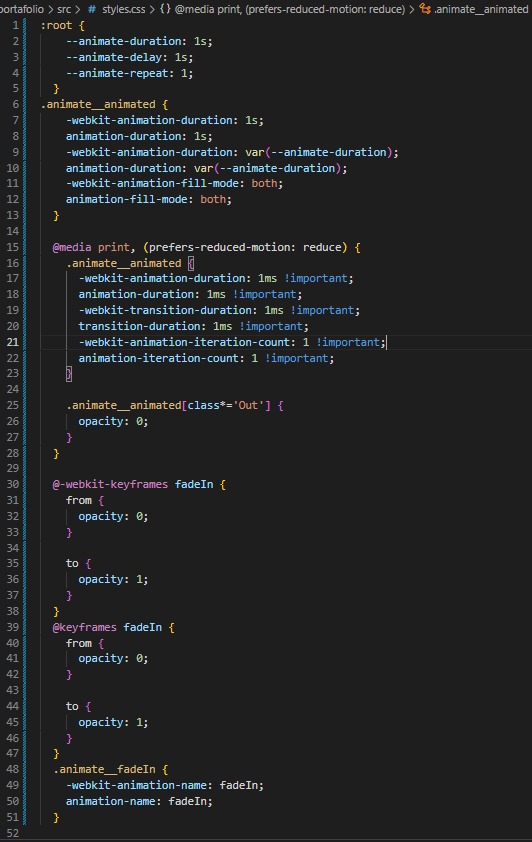 portafolio > src > # styles.css > {} @media print, (prefers-reduced-motion: reduce) > .animate__animated
1 :root {
2 --animate-duration: 1s;
3 --animate-delay: 1s;
4 --animate-repeat: 1;
5 }
6 .animate__animated {
7 -webkit-animation-duration: 1s;
8 animation-duration: 1s;
9 -webkit-animation-duration: var(--animate-duration);
10 animation-duration: var(--animate-duration);
11 -webkit-animation-fill-mode: both;
12 animation-fill-mode: both;
13 }
14
15 @media print, (prefers-reduced-motion: reduce) {
16 .animate__animated {
17 -webkit-animation-duration: 1ms !important;
18 animation-duration: 1ms !important;
19 -webkit-transition-duration: 1ms !important;
20 transition-duration: 1ms !important;
21 -webkit-animation-iteration-count: 1 !important;
22 animation-iteration-count: 1 !important;
23 }
24
25 .animate__animated[class*='Out'] {
26 opacity: 0;
27 }
28 }
29
30 @-webkit-keyframes fadeIn {
31 from {
32 opacity: 0;
33 }
34
35 to {
36 opacity: 1;
37 }
38 }
39 @keyframes fadeIn {
40 from {
41 opacity: 0;
42 }
43
44 to {
45 opacity: 1;
46 }
47 }
48 .animate__fadeIn {
49 -webkit-animation-name: fadeIn;
50 animation-name: fadeIn;
51 }
52